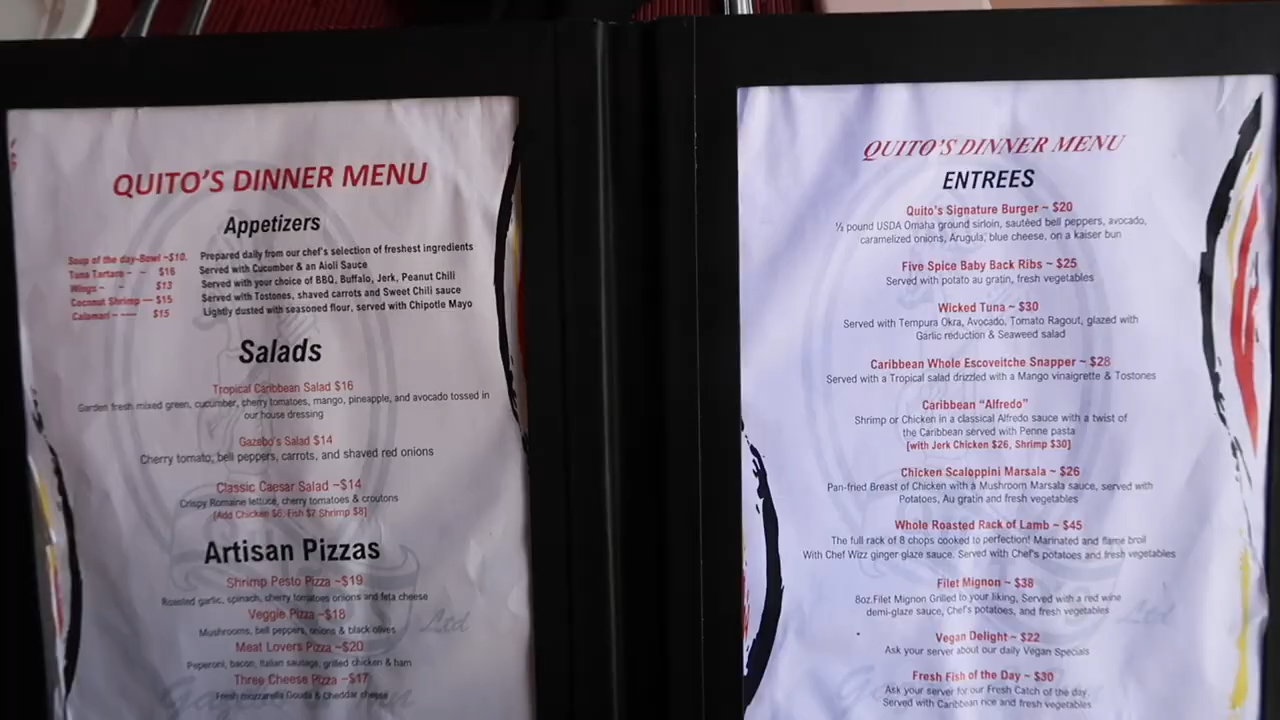 QUITO'S DINNER MENU
Appetizers
Soup of the day-Bowl ~$10. Prepared daily from our chef's selection of freshest ingredients
Tuna Tartare ~ ~ $16 Served with Cucumber & an Aioli Sauce
Wings ~ ~ $13 Served with your choice of BBQ, Buffalo, Jerk, Peanut Chili
Coconut Shrimp — $15 Served with Tostones, shaved carrots and Sweet Chili sauce
Calamari ~ — $15 Lightly dusted with seasoned flour, served with Chipotle Mayo
Salads
Tropical Caribbean Salad $16
Garden fresh mixed green, cucumber, cherry tomatoes, mango, pineapple, and avocado tossed in
our house dressing
Gazebo's Salad $14
Cherry tomato, bell peppers, carrots, and shaved red onions
Classic Caesar Salad ~$14
Crispy Romaine lettuce, cherry tomatoes & croutons
[Add Chicken $6, Fish $7 Shrimp $8]
Artisan Pizzas
Shrimp Pesto Pizza ~$19
Roasted garlic, spinach, cherry tomatoes onions and feta cheese
Veggie Pizza ~$18
Mushrooms, bell peppers, onions & black olives
Meat Lovers Pizza ~$20
Peperoni, bacon, Italian sausage, grilled chicken & ham
Three Cheese Pizza ~$17
Fresh mozzarella Gouda & Cheddar cheese
Ltd
QUITO'S DINNER MENU
ENTREES
Quito's Signature Burger ~ $20
½ pound USDA Omaha ground sirloin, sautéed bell peppers, avocado,
caramelized onions, Arugula, blue cheese, on a kaiser bun
Five Spice Baby Back Ribs ~ $25
Served with potato au gratin, fresh vegetables
Wicked Tuna ~ $30
Served with Tempura Okra, Avocado, Tomato Ragout, glazed with
Garlic reduction & Seaweed salad
Caribbean Whole Escoveitche Snapper ~ $28
Served with a Tropical salad drizzled with a Mango vinaigrette & Tostones
Caribbean "Alfredo"
Shrimp or Chicken in a classical Alfredo sauce with a twist of
the Caribbean served with Penne pasta
[with Jerk Chicken $26, Shrimp $30]
Chicken Scaloppini Marsala ~ $26
Pan-fried Breast of Chicken with a Mushroom Marsala sauce, served with
Potatoes, Au gratin and fresh vegetables
Whole Roasted Rack of Lamb ~ $45
The full rack of 8 chops cooked to perfection! Marinated and flame broil
With Chef Wizz ginger glaze sauce. Served with Chef's potatoes and fresh vegetables
Filet Mignon ~ $38
8oz.Filet Mignon Grilled to your liking, Served with a red wine
demi-glaze sauce, Chef's potatoes, and fresh vegetables
Ltd
Vegan Delight ~ $22
Ask your server about our daily Vegan Specials
Fresh Fish of the Day ~ $30
Ask your server for our Fresh Catch of the day.
Served with Caribbean rice and fresh vegetables